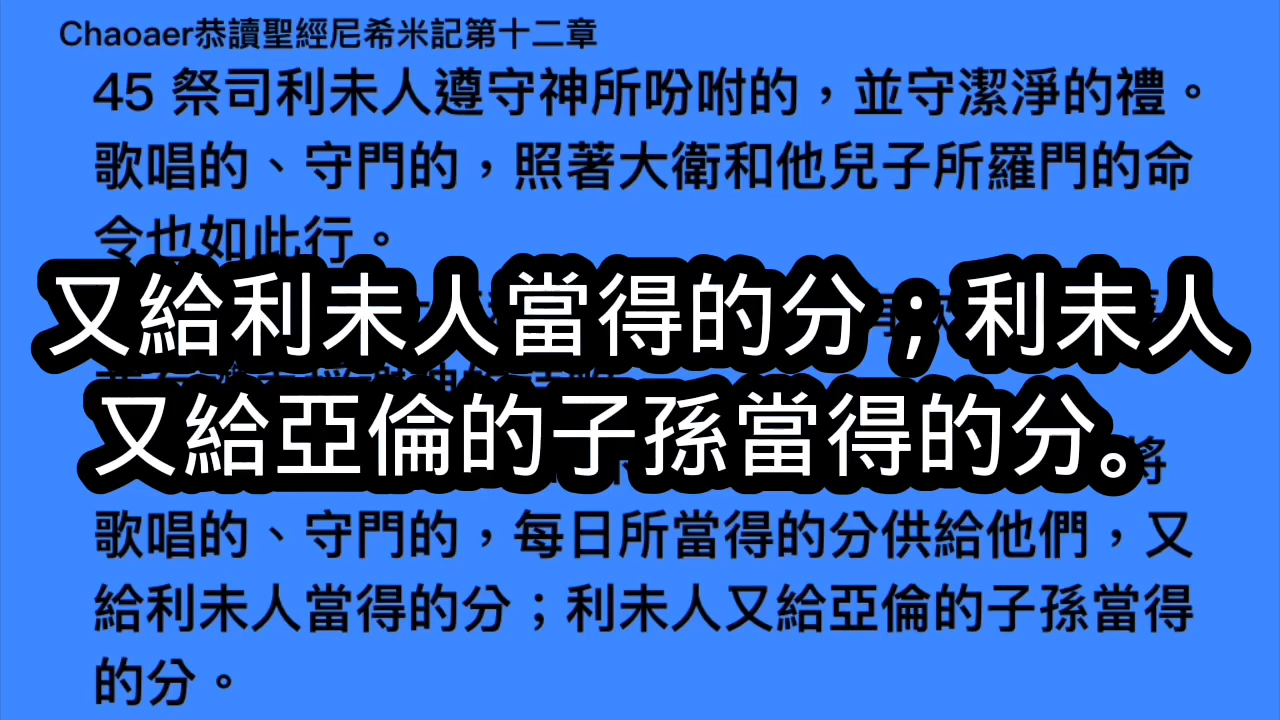 Chaoaer恭讀聖經尼希米記第十二章
45 祭司利未人遵守神所吩咐的，並守潔淨的禮。
歌唱的、守門的，照著大衛和他兒子所羅門的命
令也如此行。
又給利未人當得的分；利未人
又給亞倫的子孫當得的分。
將
歌唱的、守門的，每日所當得的分供給他們，又
給利未人當得的分；利未人又給亞倫的子孫當得
的分。